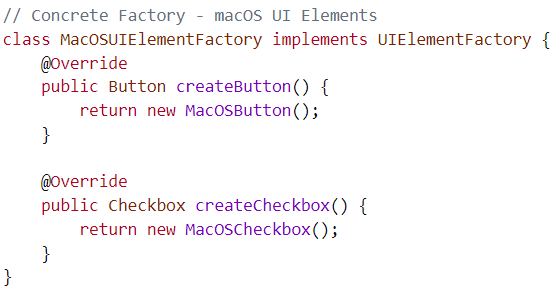 // Concrete Factory - macOS UI Elements
class MacOSUIElementFactory implements UIElementFactory {
    @Override
    public Button createButton() {
        return new MacOSButton();
    }

    @Override
    public Checkbox createCheckbox() {
        return new MacOSCheckbox();
    }
}